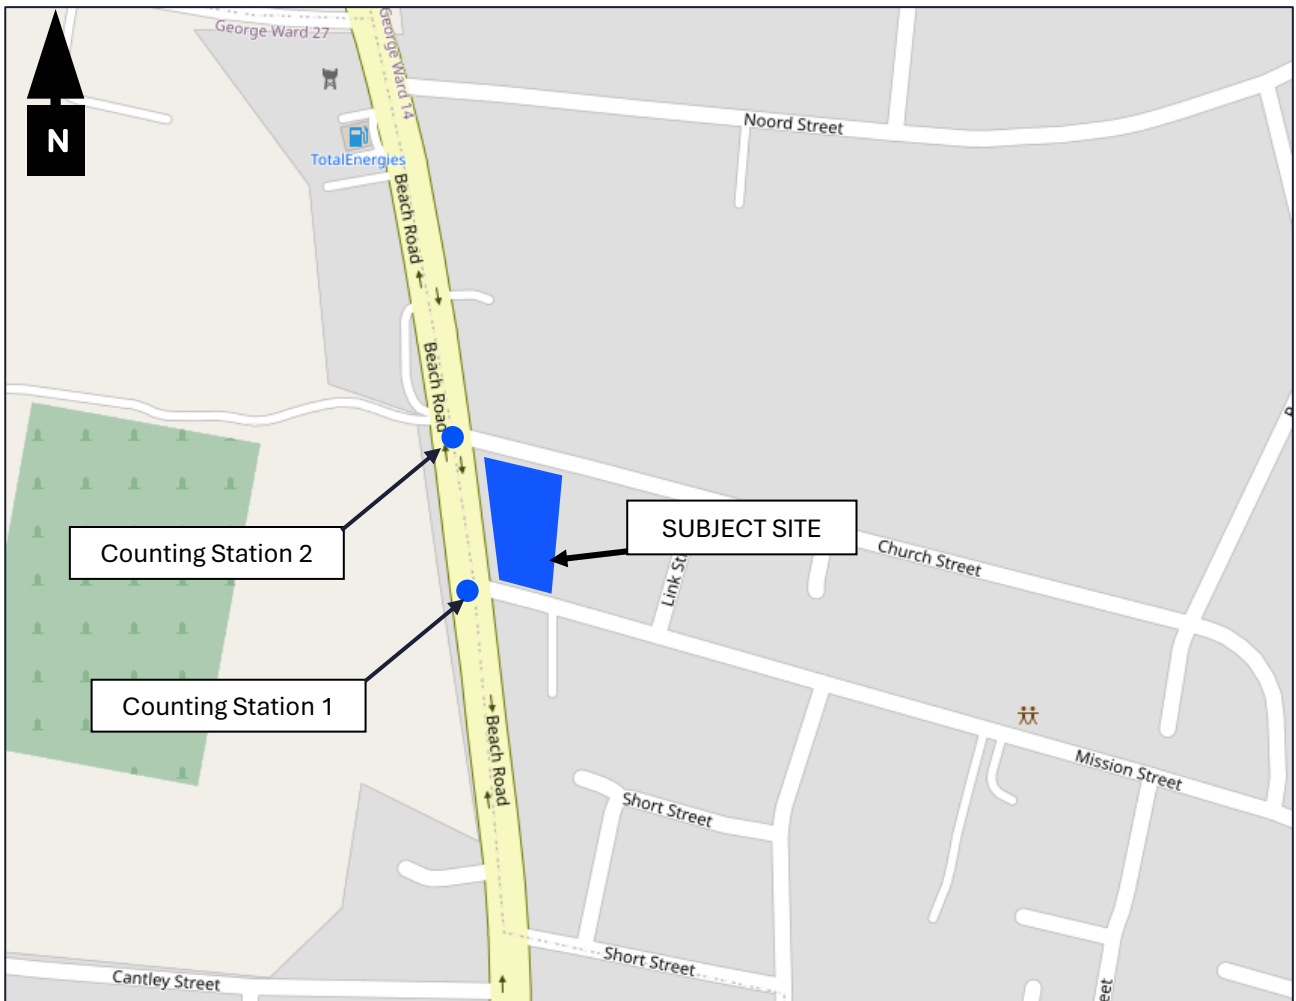 George Ward 27
George Ward 14
N
Noord Street
TotalEnergies
Beach Road
Beach Road
SUBJECT SITE
Counting Station 2
Church Street
Link St
Counting Station 1
Beach Road
Mission Street
Short Street
Short Street
Cantley Street
eet